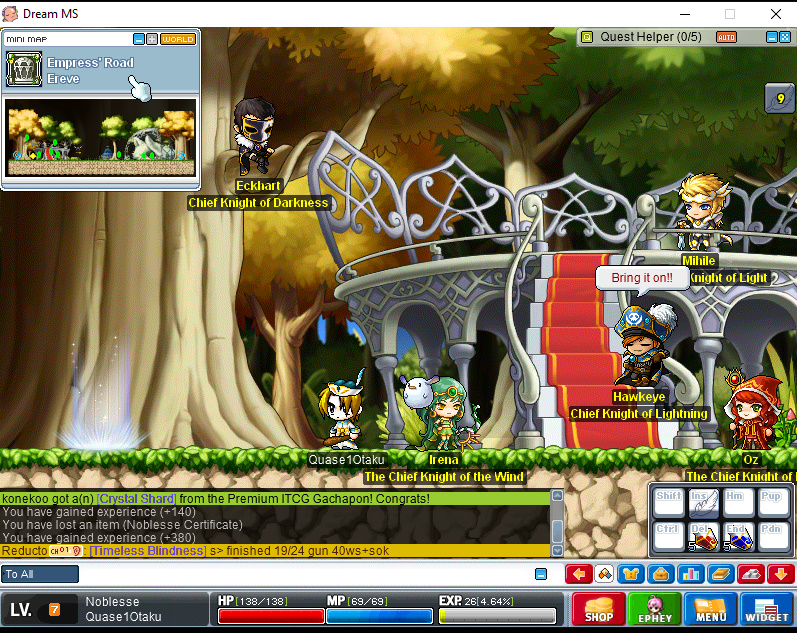 Dream MS
MINI MAP
WORLD
Empress' Road
Ereve
Quest Helper (0/5)
AUTO
9
Eckhart
Chief Knight of Darkness
Mihile
Knight of Light
Bring it on!!
Hawkeye
Chief Knight of Lightning
Quase1Otaku
Irena
The Chief Knight of the Wind
Oz
The Chief Knight of
konekoo got a(n) [Crystal Shard] from the Premium ITCG Gachapon! Congrats!
You have gained experience (+140)
You have lost an item (Noblesse Certificate)
You have gained experience (+380)
Reducto CH01 : [Timeless Blindness] s> finished 19/24 gun 40ws+sok
Shift Ins Hm Pup
Ctrl Del End Pdn
5 5
To All
LV. 7
Noblesse
Quase1Otaku
HP[138/138] MP[69/69] EXP. 26[4.64%]
SHOP EPHEY MENU WIDGET